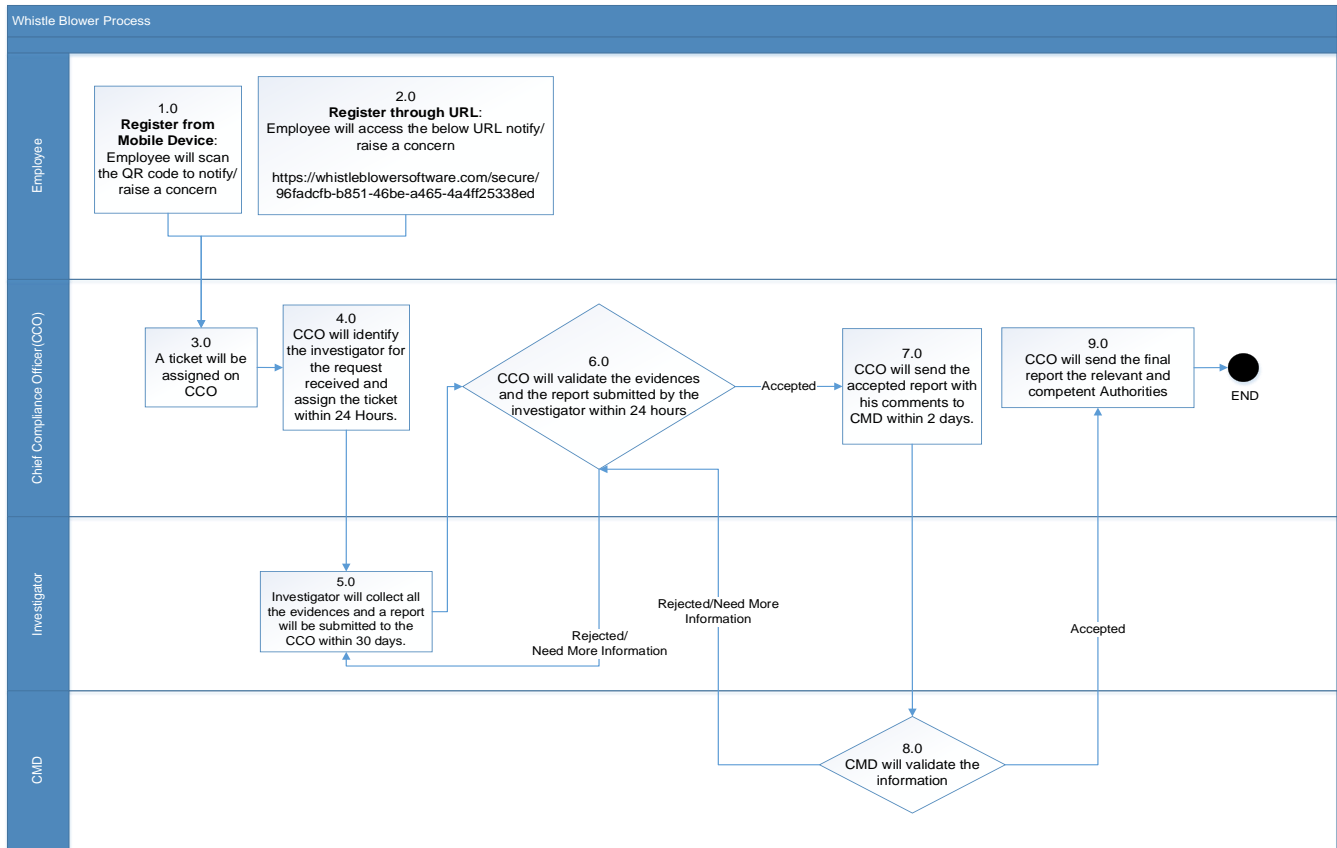 Whistle Blower Process
Employee
1.0
Register from
Mobile Device:
Employee will scan
the QR code to notify/
raise a concern
2.0
Register through URL:
Employee will access the below URL notify/
raise a concern
https://whistleblowersoftware.com/secure/
96fadcfb-b851-46be-a465-4a4ff25338ed
Chief Compliance Officer(CCO)
3.0
A ticket will be
assigned on
CCO
4.0
CCO will identify
the investigator for
the request
received and
assign the ticket
within 24 Hours.
6.0
CCO will validate the evidences
and the report submitted by the
investigator within 24 hours
Accepted
7.0
CCO will send the
accepted report with
his comments to
CMD within 2 days.
9.0
CCO will send the final
report the relevant and
competent Authorities
END
Investigator
5.0
Investigator will collect all
the evidences and a report
will be submitted to the
CCO within 30 days.
Rejected/
Need More Information
Rejected/Need More
Information
Accepted
CMD
8.0
CMD will validate the
information